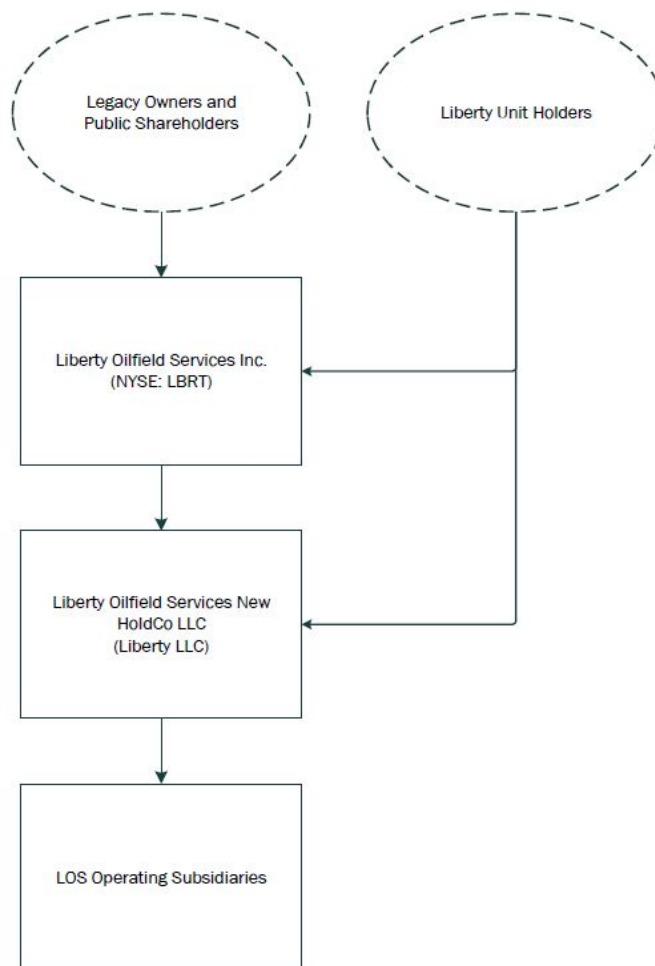 Legacy Owners and
Public Shareholders
Liberty Unit Holders
Liberty Oilfield Services Inc.
(NYSE: LBRT)
Liberty Oilfield Services New
HoldCo LLC
(Liberty LLC)
LOS Operating Subsidiaries